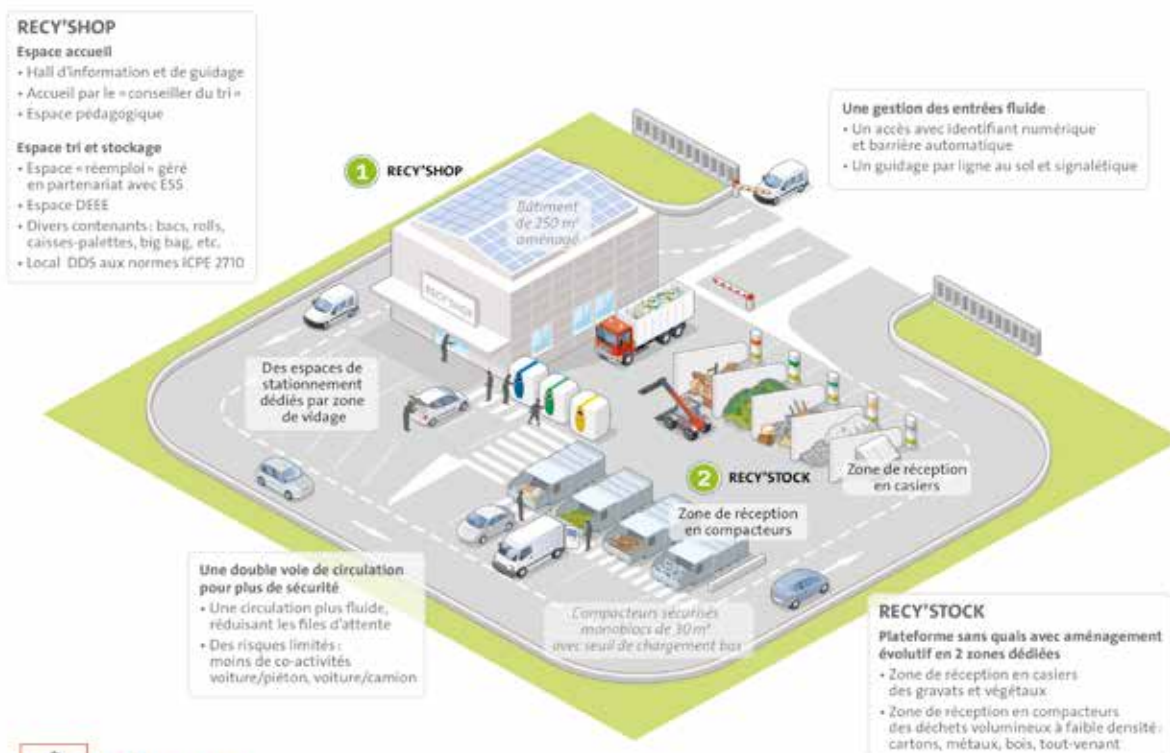 RECY'SHOP
Espace accueil
• Hall d'information et de guidage
• Accueil par le « conseiller du tri »
• Espace pédagogique
Espace tri et stockage
• Espace « réemploi » géré
en partenariat avec ESS
• Espace DEEE
• Divers contenants : bacs, rolls,
caisses-palettes, big bag, etc.
• Local DDS aux normes ICPE 2710
Une gestion des entrées fluide
• Un accès avec identifiant numérique
et barrière automatique
• Un guidage par ligne au sol et signalétique
1 RECY'SHOP
Bâtiment
de 250 m²
aménagé
RECY'SHOP
Des espaces de
stationnement
dédiés par zone
de vidage
2 RECY'STOCK
Zone de réception
en casiers
Zone de réception
en compacteurs
Une double voie de circulation
pour plus de sécurité
• Une circulation plus fluide,
réduisant les files d'attente
• Des risques limités :
moins de co-activités
voiture/piéton, voiture/camion
Compacteurs sécurisés
monoblocs de 30 m³
avec seuil de chargement bas
RECY'STOCK
Plateforme sans quais avec aménagement
évolutif en 2 zones dédiées
• Zone de réception en casiers
des gravats et végétaux
• Zone de réception en compacteurs
des déchets volumineux à faible densité :
cartons, métaux, bois, tout-venant